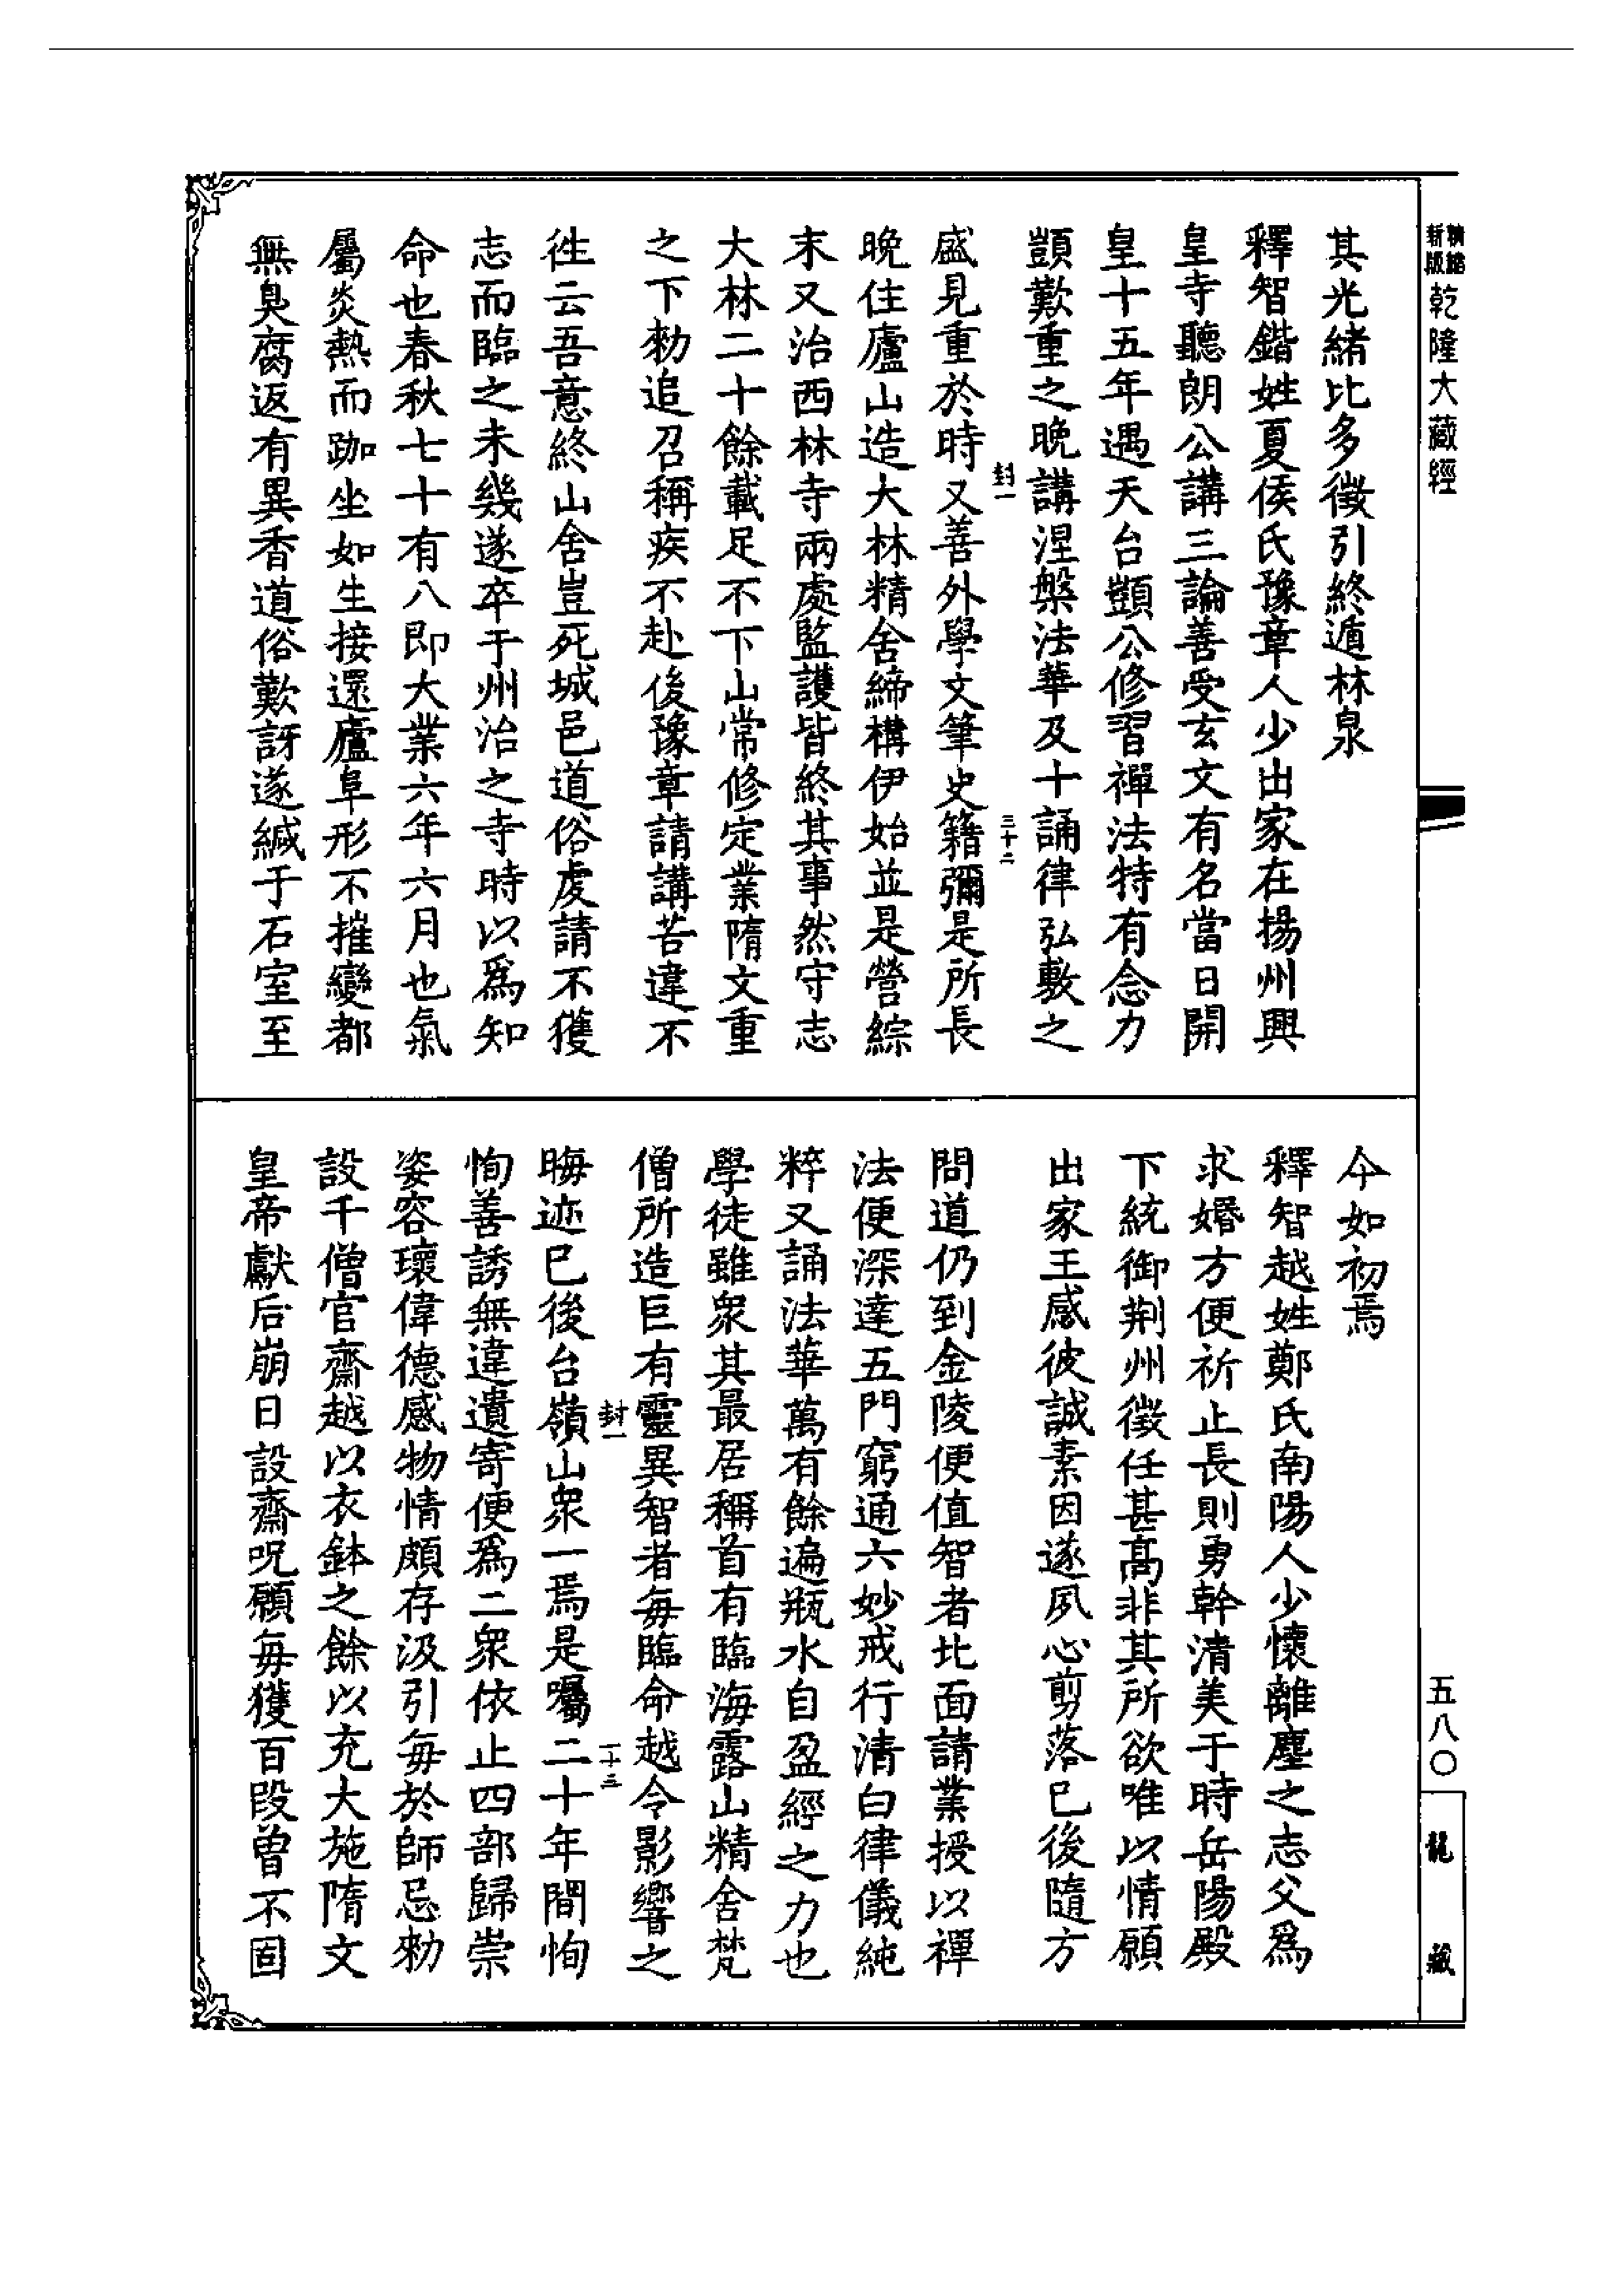 精縮新版乾隆大藏經
其光緒比多徵引終遁林泉
釋智鍇姓夏侯氏豫章人少出家在揚州興
皇寺聽朗公講三論善受玄文有名當日開
皇十五年遇天台顗公修習禪法特有念力
顗歎重之晚講涅槃法華及十誦律弘敷之
封一 三十二
盛見重於時又善外學文筆史籍彌是所長
晚住廬山造大林精舍締構伊始並是營綜
末又治西林寺兩處監護皆終其事然守志
大林二十餘載足不下山常修定業隋文重
之下勑追召稱疾不赴後豫章請講苦違不
往云吾意終山舍豈死城邑道俗虔請不獲
志而臨之未幾遂卒于州治之寺時以爲知
命也春秋七十有八即大業六年六月也氣
屬炎熱而跏坐如生接還廬阜形不摧變都
無臭腐返有異香道俗歎訝遂緘于石室至
今如初焉
釋智越姓鄭氏南陽人少懷離塵之志父爲
求婚方便祈止長則勇幹清美于時岳陽殿
下統御荆州徵任甚高非其所欲唯以情願
出家王感彼誠素因遂夙心剪落已後隨方
問道仍到金陵便值智者北面請業授以禪
法便深達五門窮通六妙戒行清白律儀純
粹又誦法華萬有餘遍瓶水自盈經之力也
學徒雖衆其最居稱首有臨海露山精舍梵
僧所造巨有靈異智者每臨命越令影響之
封一 一十三
晦迹已後台嶺山衆一焉是囑二十年間恂
恂善誘無違遺寄便爲二衆依止四部歸崇
姿容瓌偉德感物情頗存汲引每於師忌勑
設千僧官齋越以衣鉢之餘以充大施隋文
皇帝獻后崩日設齋呪願每獲百段曾不固
五八〇
龍藏